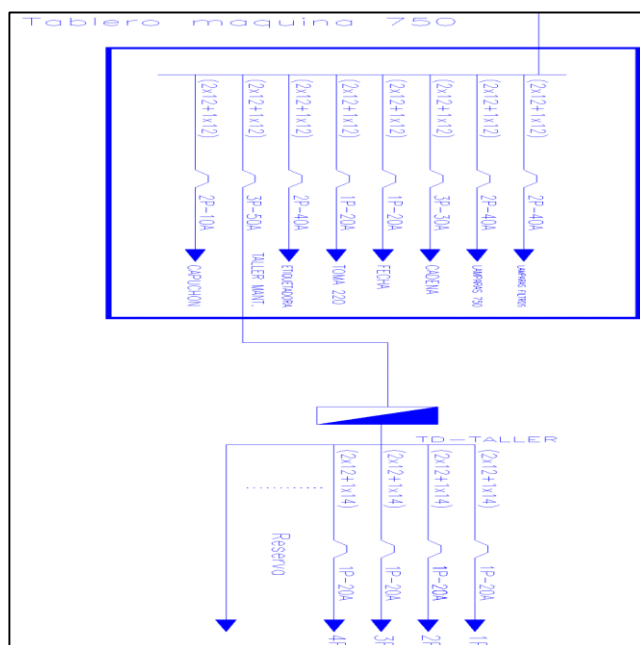 Tablero maquina 750
(2x12+1x12)
2P-10A
CAPUCHON
(2x12+1x12)
3P-50A
TALLER MANT.
(2x12+1x12)
2P-40A
ETIQUETADORA
(2x12+1x12)
1P-20A
TOMA 220
(2x12+1x12)
1P-20A
FECHA
(2x12+1x12)
3P-30A
CADENA
(2x12+1x12)
2P-40A
LAMPARAS 750
(2x12+1x12)
2P-40A
LAMPARAS FILTROS
TD-TALLER
Reserva
(2x12+1x14)
1P-20A
(2x12+1x14)
1P-20A
(2x12+1x14)
1P-20A
(2x12+1x14)
1P-20A